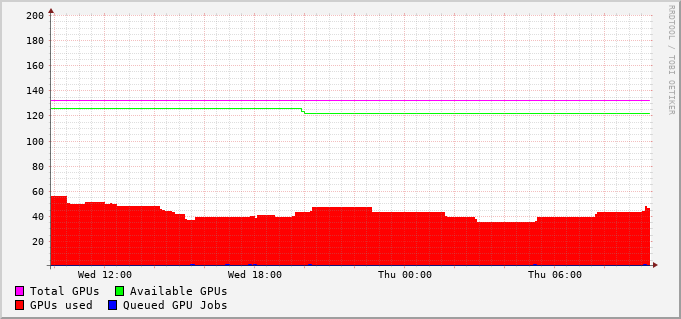 200
180
160
140
120
100
80
60
40
20
Wed 12:00 Wed 18:00 Thu 00:00 Thu 06:00
Total GPUs Available GPUs
GPUs used Queued GPU Jobs
RRDTOOL / TOBI OETIKER